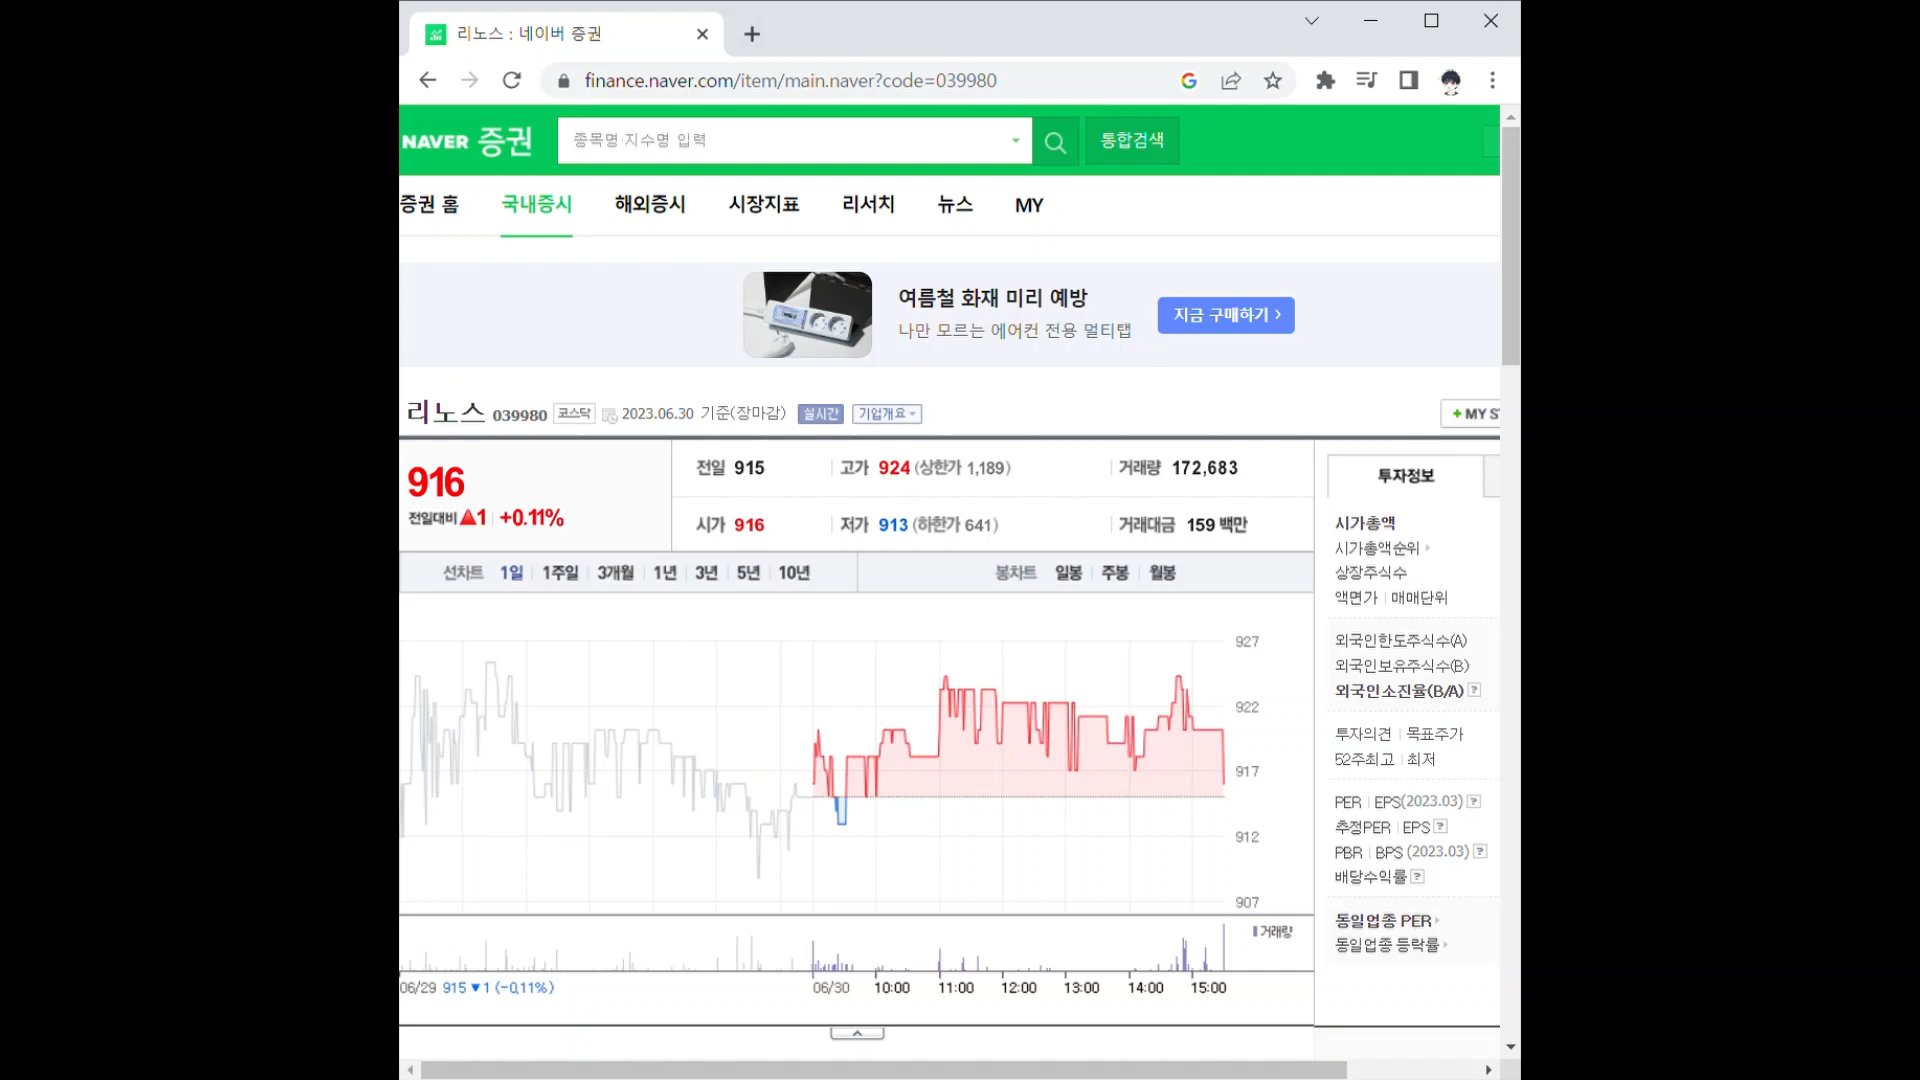 리노스 : 네이버 증권
finance.naver.com/item/main.naver?code=039980
NAVER 증권 종목명·지수명 입력 통합검색
증권 홈 국내증시 해외증시 시장지표 리서치 뉴스 MY
여름철 화재 미리 예방
나만 모르는 에어컨 전용 멀티탭
지금 구매하기 >
리노스 039980 코스닥 2023.06.30 기준(장마감) 실시간 기업개요
+ MY S
916
전일대비 ▲1 +0.11%
전일 915 고가 924 (상한가 1,189) 거래량 172,683
시가 916 저가 913 (하한가 641) 거래대금 159 백만
선차트 1일 1주일 3개월 1년 3년 5년 10년 봉차트 일봉 주봉 월봉
927
922
917
912
907
거래량
06/29 915 ▼1 (-0.11%) 06/30 10:00 11:00 12:00 13:00 14:00 15:00
투자정보
시가총액
시가총액순위
상장주식수
액면가 매매단위
외국인한도주식수(A)
외국인보유주식수(B)
외국인소진율(B/A) ?
투자의견 목표주가
52주최고 최저
PER EPS(2023.03) ?
추정PER EPS ?
PBR BPS (2023.03) ?
배당수익률 ?
동일업종 PER
동일업종 등락률